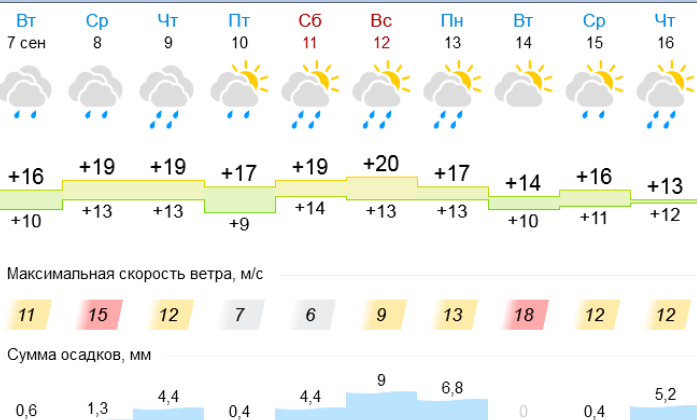 Вт Ср Чт Пт Сб Вс Пн Вт Ср Чт
7 сен 8 9 10 11 12 13 14 15 16
+16 +19 +19 +17 +19 +20 +17 +14 +16 +13
+10 +13 +13 +9 +14 +13 +13 +10 +11 +12
Максимальная скорость ветра, м/с
11 15 12 7 6 9 13 18 12 12
Сумма осадков, мм
0,6 1,3 4,4 0,4 4,4 9 6,8 0 0,4 5,2